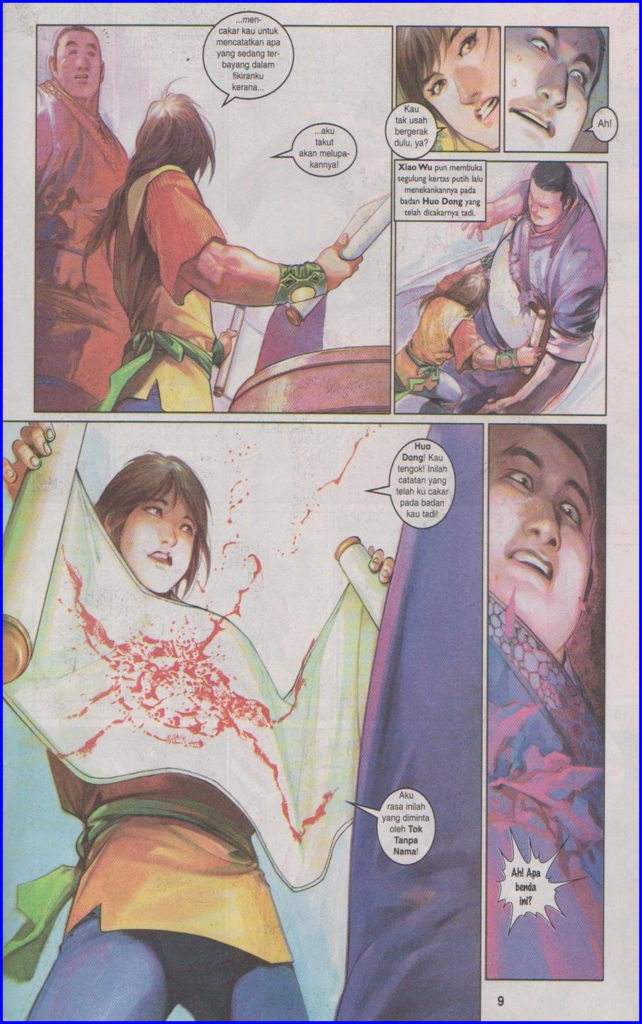 ...men-
cakar kau untuk
mencatatkan apa
yang sedang ter-
bayang dalam
fikiranku
kerana...
...aku
takut
akan melupa-
kannya!
Kau
tak usah
bergerak
dulu, ya?
Ah!
Xiao Wu pun membuka
segulung kertas putih lalu
menekankannya pada
badan Huo Dong yang
telah dicakarnya tadi.
Huo
Dong! Kau
tengok! Inilah
catatan yang
telah ku cakar
pada badan
kau tadi!
Aku
rasa inilah
yang diminta
oleh Tok
Tanpa
Nama!
Ah! Apa
benda
ini?
9